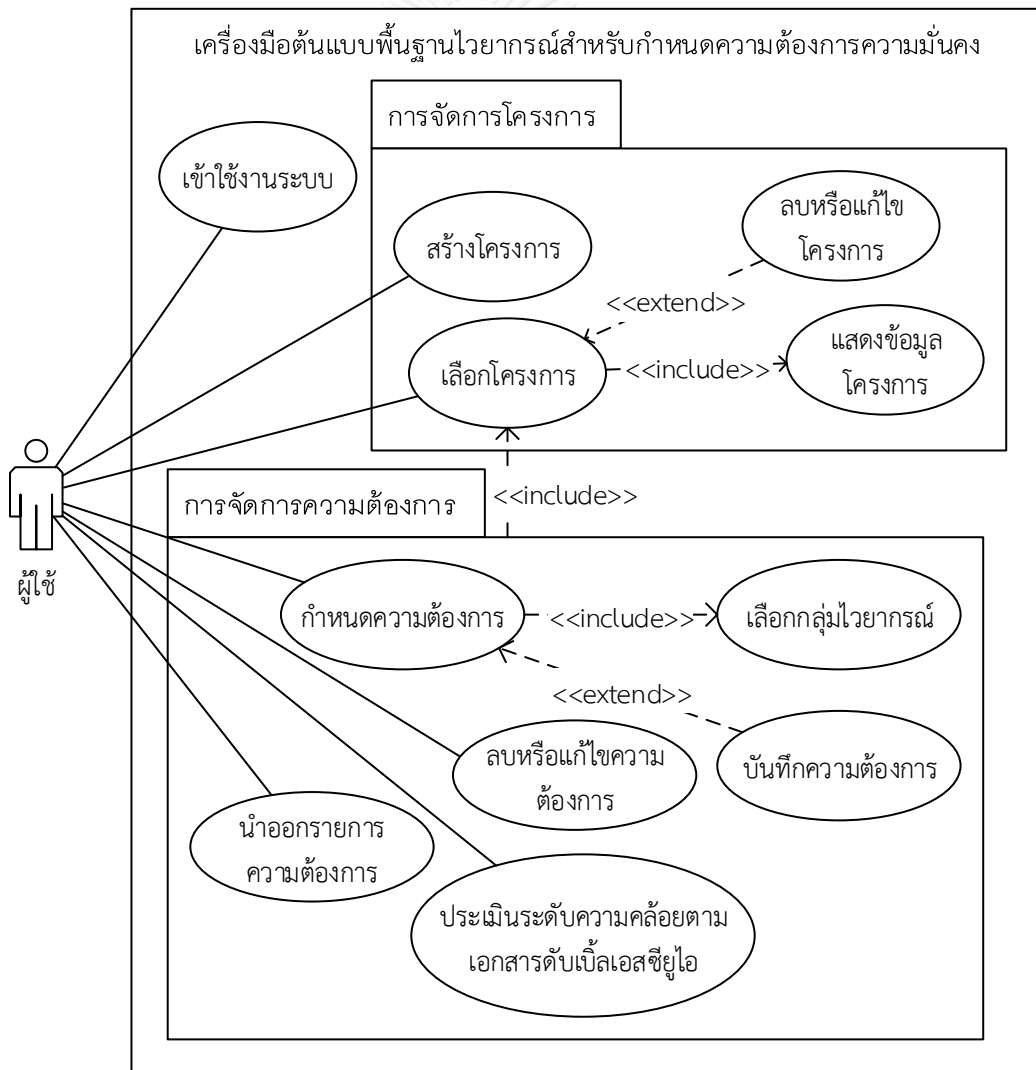 เครื่องมือต้นแบบพื้นฐานไวยากรณ์สำหรับกำหนดความต้องการความมั่นคง
การจัดการโครงการ
เข้าใช้งานระบบ
ลบหรือแก้ไข
โครงการ
สร้างโครงการ
<<extend>>
แสดงข้อมูล
โครงการ
เลือกโครงการ
<<include>>
<<include>>
การจัดการความต้องการ
ผู้ใช้
กำหนดความต้องการ
<<include>>
เลือกกลุ่มไวยากรณ์
<<extend>>
ลบหรือแก้ไขความ
ต้องการ
บันทึกความต้องการ
นำออกรายการ
ความต้องการ
ประเมินระดับความคล้อยตาม
เอกสารดับเบิ้ลเอสซียูไอ